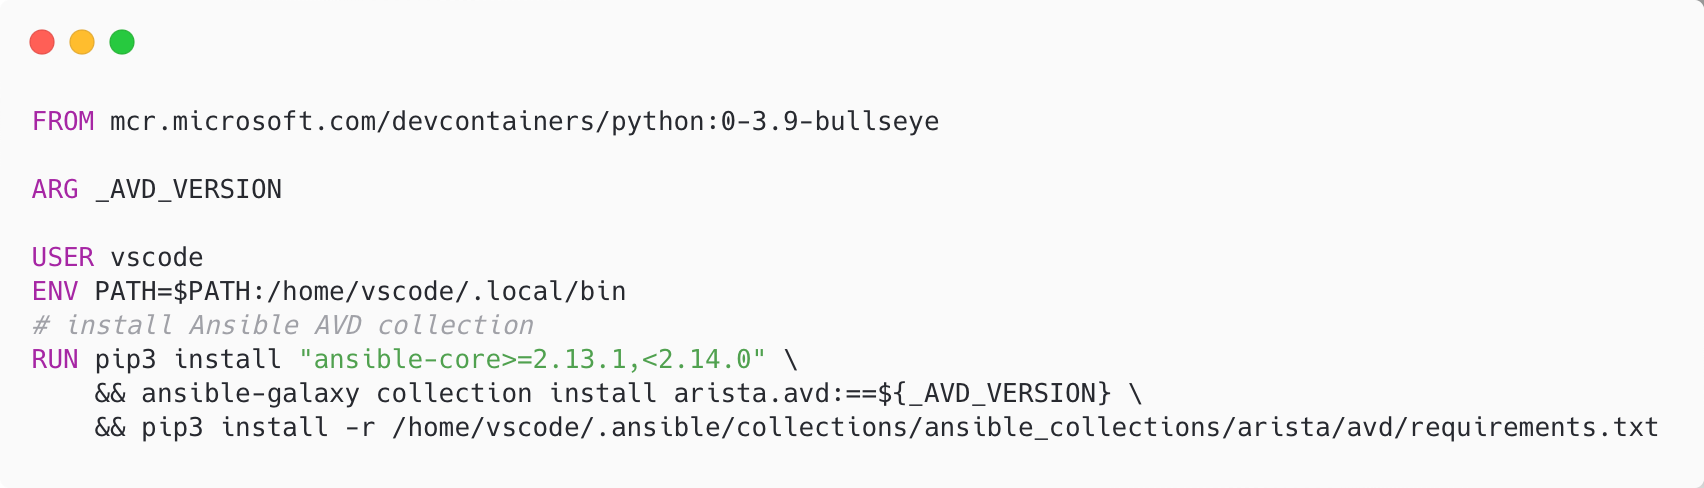 FROM mcr.microsoft.com/devcontainers/python:0-3.9-bullseye
ARG _AVD_VERSION
USER vscode
ENV PATH=$PATH:/home/vscode/.local/bin
# install Ansible AVD collection
RUN pip3 install "ansible-core>=2.13.1,<2.14.0" \
    && ansible-galaxy collection install arista.avd:==${_AVD_VERSION} \
    && pip3 install -r /home/vscode/.ansible/collections/ansible_collections/arista/avd/requirements.txt